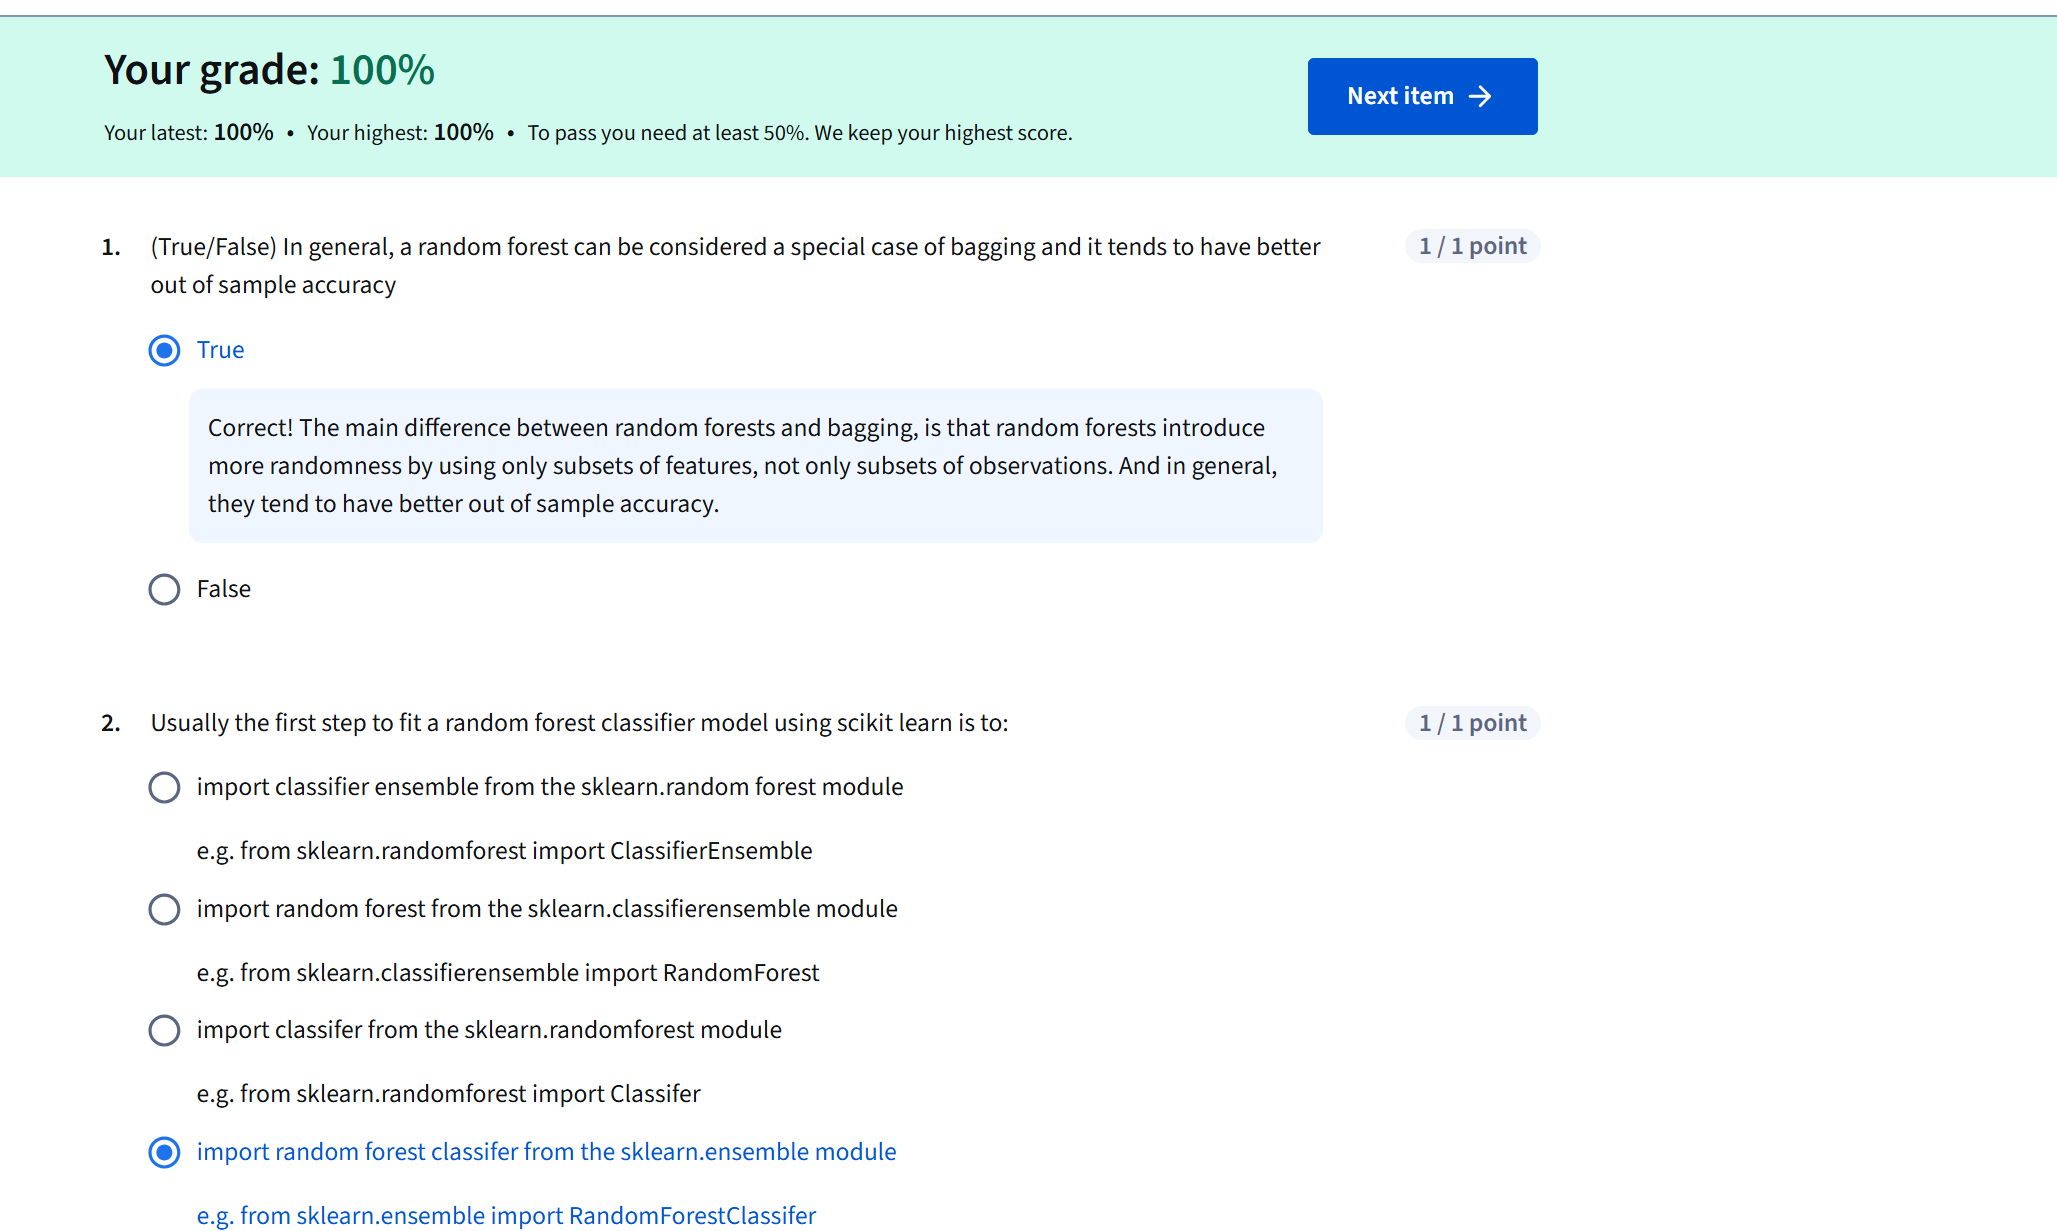 Your grade: 100%
Next item →
Your latest: 100% • Your highest: 100% • To pass you need at least 50%. We keep your highest score.
1. (True/False) In general, a random forest can be considered a special case of bagging and it tends to have better
out of sample accuracy
1 / 1 point
True
Correct! The main difference between random forests and bagging, is that random forests introduce
more randomness by using only subsets of features, not only subsets of observations. And in general,
they tend to have better out of sample accuracy.
False
2. Usually the first step to fit a random forest classifier model using scikit learn is to:
1 / 1 point
import classifier ensemble from the sklearn.random forest module
e.g. from sklearn.randomforest import ClassifierEnsemble
import random forest from the sklearn.classifierensemble module
e.g. from sklearn.classifierensemble import RandomForest
import classifer from the sklearn.randomforest module
e.g. from sklearn.randomforest import Classifer
import random forest classifer from the sklearn.ensemble module
e.g. from sklearn.ensemble import RandomForestClassifer